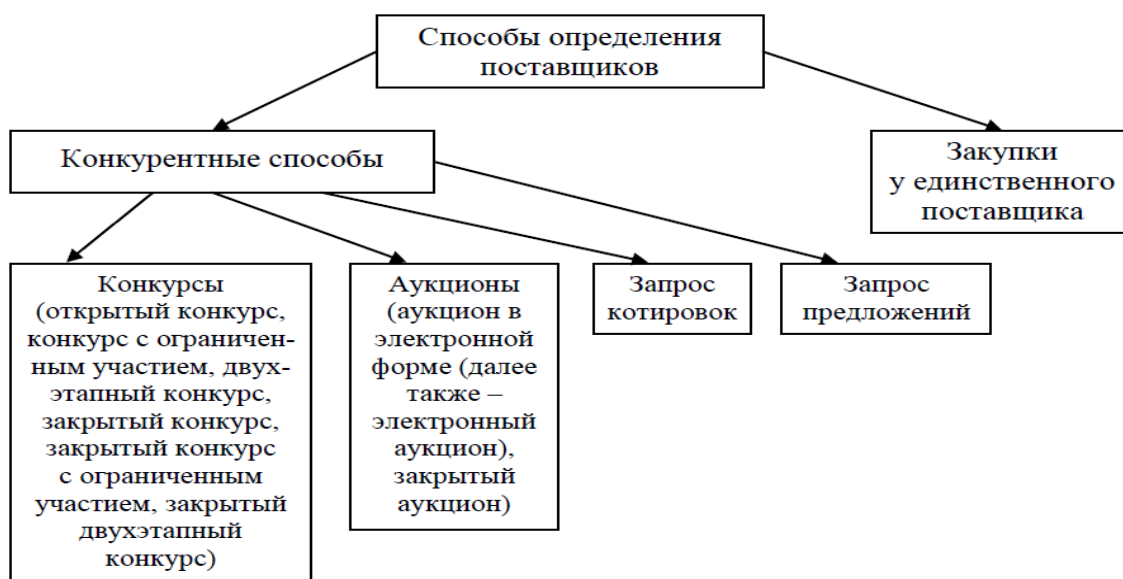 Способы определения
поставщиков
Конкурентные способы
Закупки
у единственного
поставщика
Конкурсы
(открытый конкурс,
конкурс с ограничен-
ным участием, двух-
этапный конкурс,
закрытый конкурс,
закрытый конкурс
с ограниченным
участием, закрытый
двухэтапный
конкурс)
Аукционы
(аукцион в
электронной
форме (далее
также –
электронный
аукцион),
закрытый
аукцион)
Запрос
котировок
Запрос
предложений